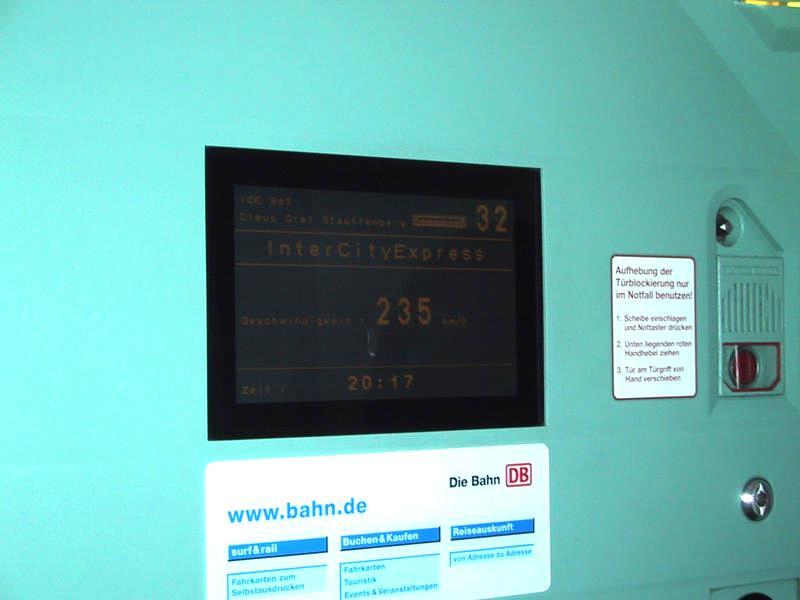 ICE 943
Claus Graf Stauffenberg 32
InterCityExpress
Geschwindigkeit : 235 km/h
Zeit : 20:17
Aufhebung der
Türblockierung nur
im Notfall benutzen!
1. Scheibe einschlagen
und Nottaster drücken
2. Unten liegenden roten
Handhebel ziehen
3. Tür am Türgriff von
Hand verschieben
Die Bahn DB
www.bahn.de
surf&rail
Fahrkarten zum
Selbstausdrucken
Buchen&Kaufen
Fahrkarten
Touristik
Events & Veranstaltungen
Reiseauskunft
von Adresse zu Adresse